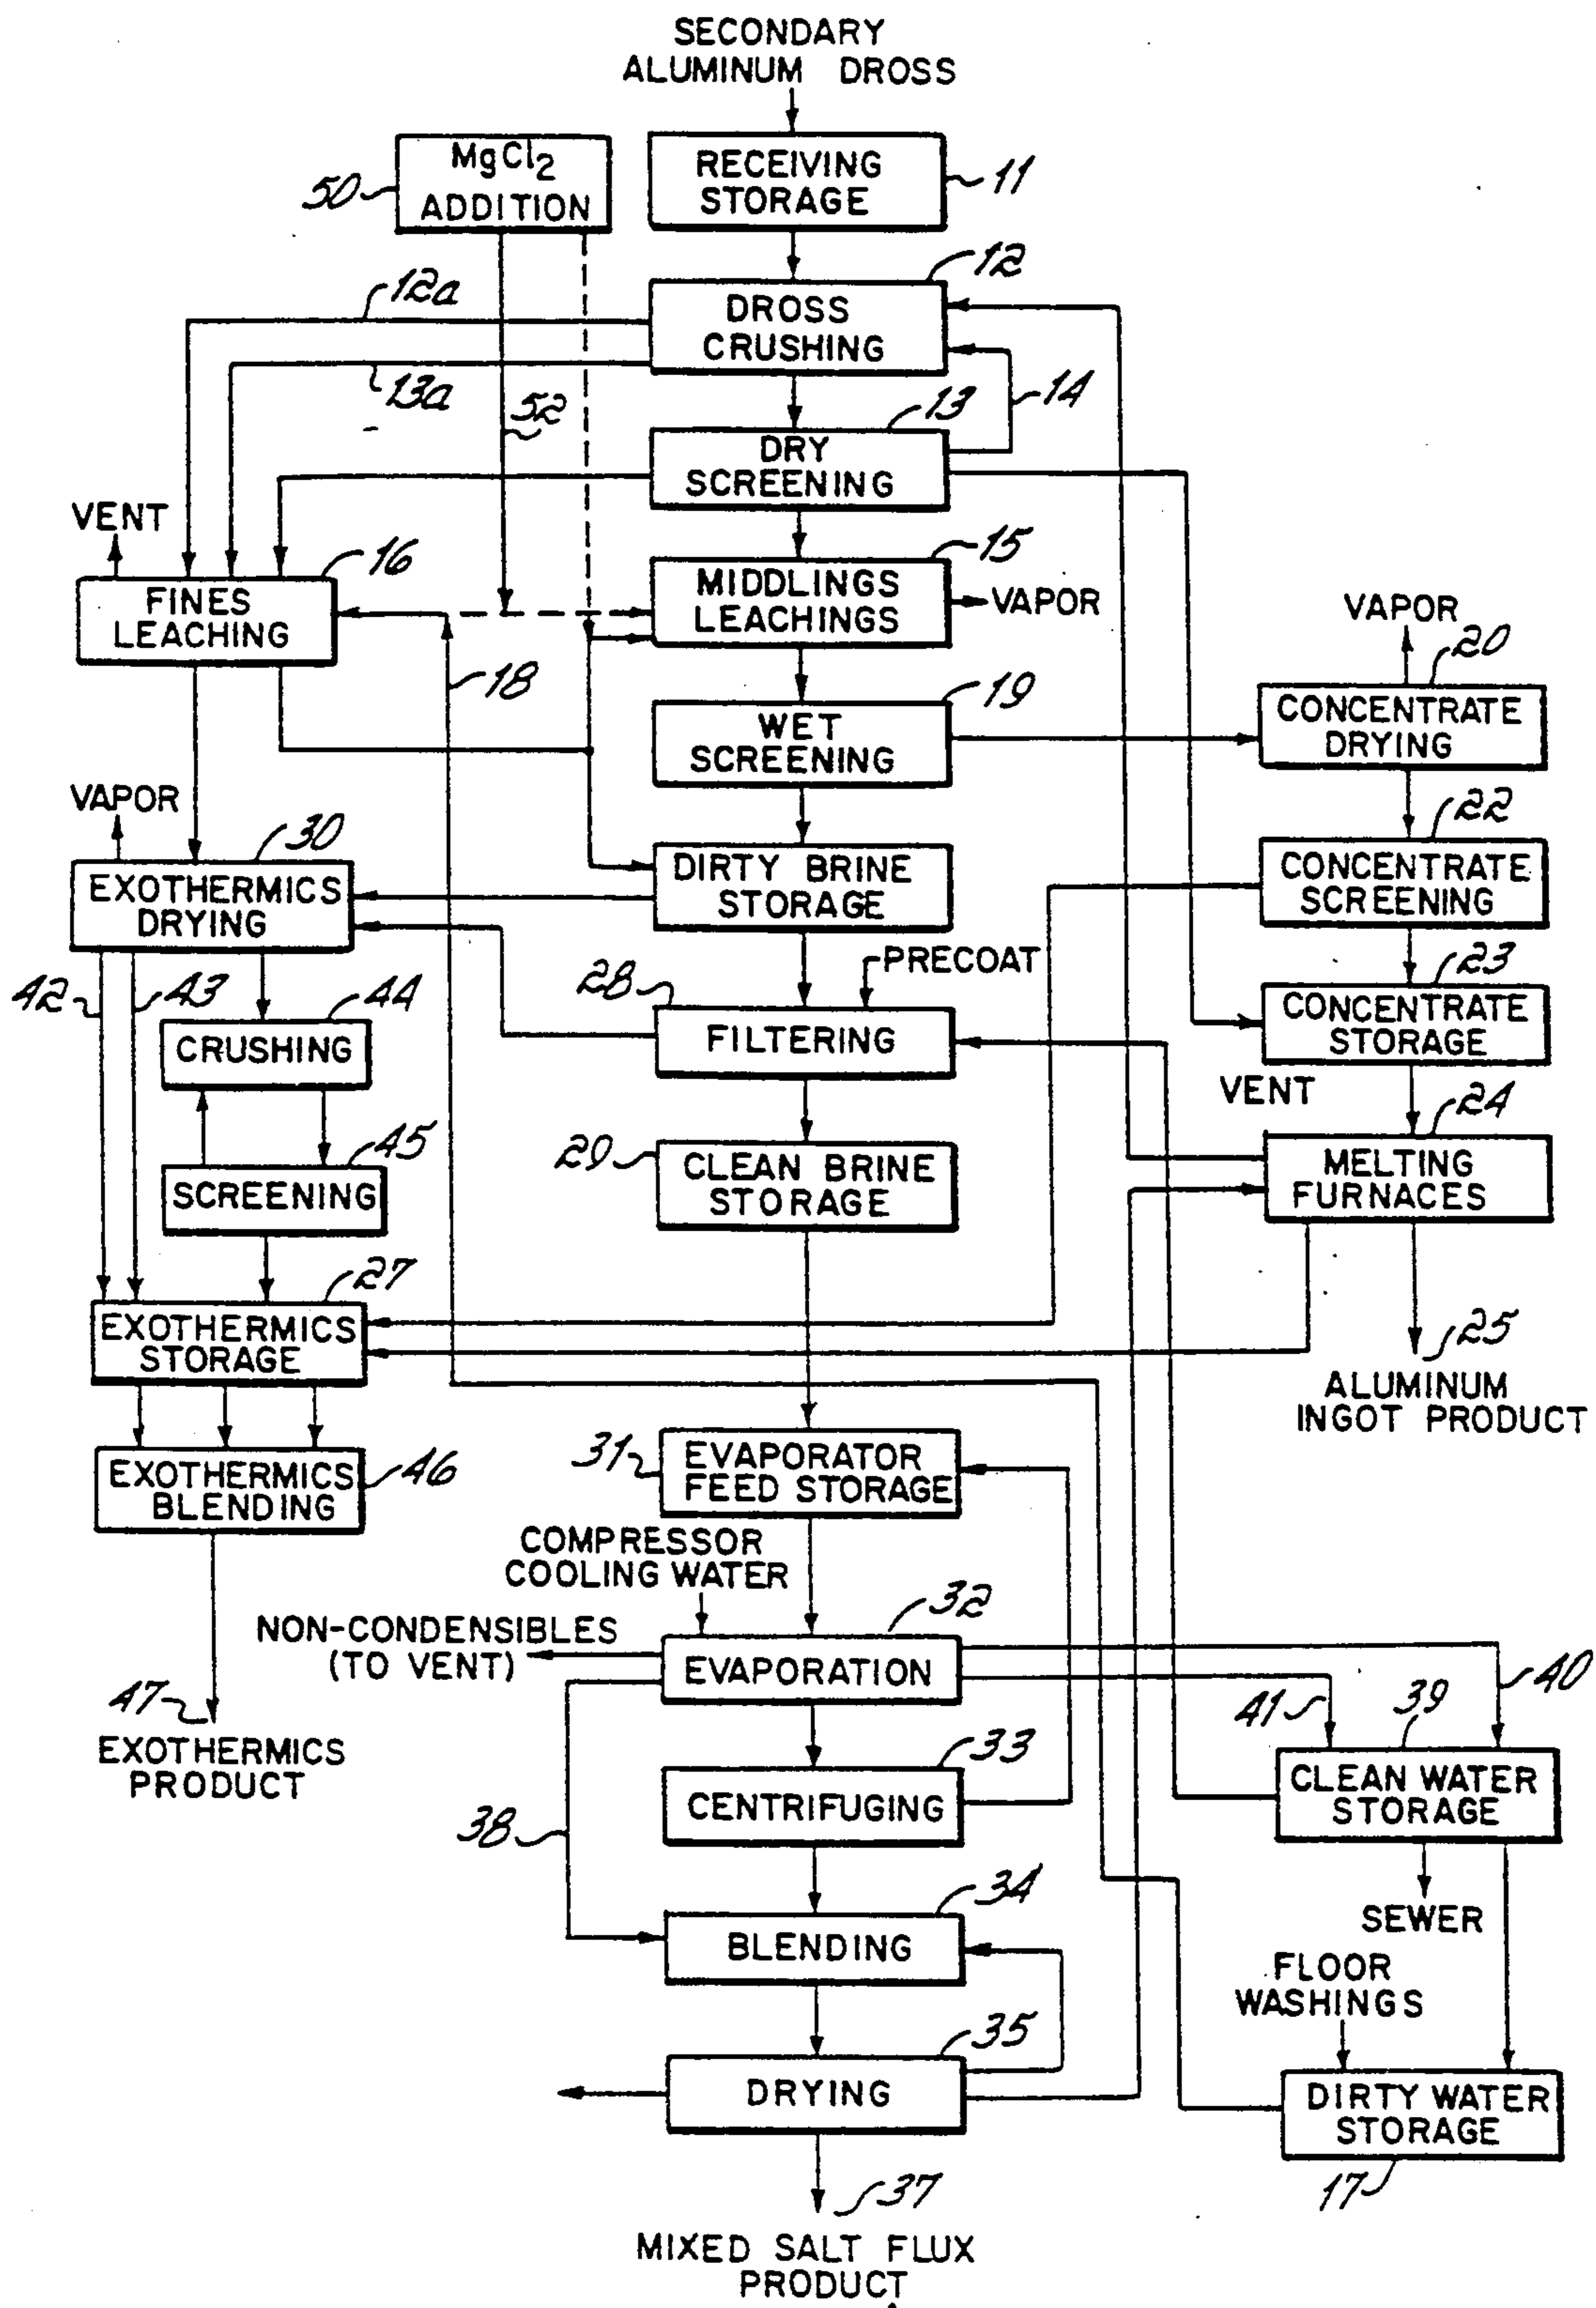 SECONDARY
ALUMINUM DROSS
MgCl2
ADDITION
50
RECEIVING
STORAGE
11
12
12a
DROSS
CRUSHING
13a
52
13
14
DRY
SCREENING
VENT
16
15
FINES
LEACHING
MIDDLINGS
LEACHINGS
VAPOR
VAPOR
18
19
20
WET
SCREENING
CONCENTRATE
DRYING
VAPOR
30
22
EXOTHERMICS
DRYING
DIRTY BRINE
STORAGE
CONCENTRATE
SCREENING
42
43
44
28
PRECOAT
23
CRUSHING
FILTERING
CONCENTRATE
STORAGE
VENT
24
45
29
SCREENING
CLEAN BRINE
STORAGE
MELTING
FURNACES
27
EXOTHERMICS
STORAGE
25
ALUMINUM
INGOT PRODUCT
EXOTHERMICS
BLENDING
46
31
EVAPORATOR
FEED STORAGE
COMPRESSOR
COOLING WATER
32
NON-CONDENSIBLES
(TO VENT)
EVAPORATION
40
41
39
47
EXOTHERMICS
PRODUCT
33
CENTRIFUGING
CLEAN WATER
STORAGE
38
34
BLENDING
SEWER
FLOOR
WASHINGS
35
DRYING
DIRTY WATER
STORAGE
17
37
MIXED SALT FLUX
PRODUCT